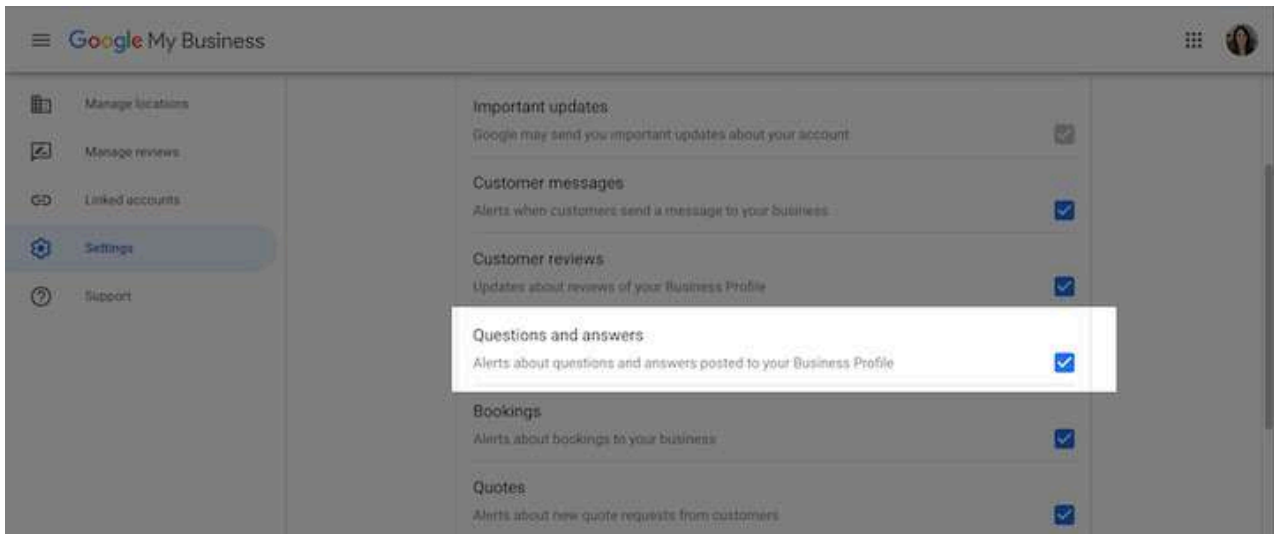 Google My Business
Manage locations
Manage reviews
Linked accounts
Settings
Support
Important updates
Google may send you important updates about your account
Customer messages
Alerts when customers send a message to your business
Customer reviews
Updates about reviews of your Business Profile
Questions and answers
Alerts about questions and answers posted to your Business Profile
Bookings
Alerts about bookings to your business
Quotes
Alerts about new quote requests from customers